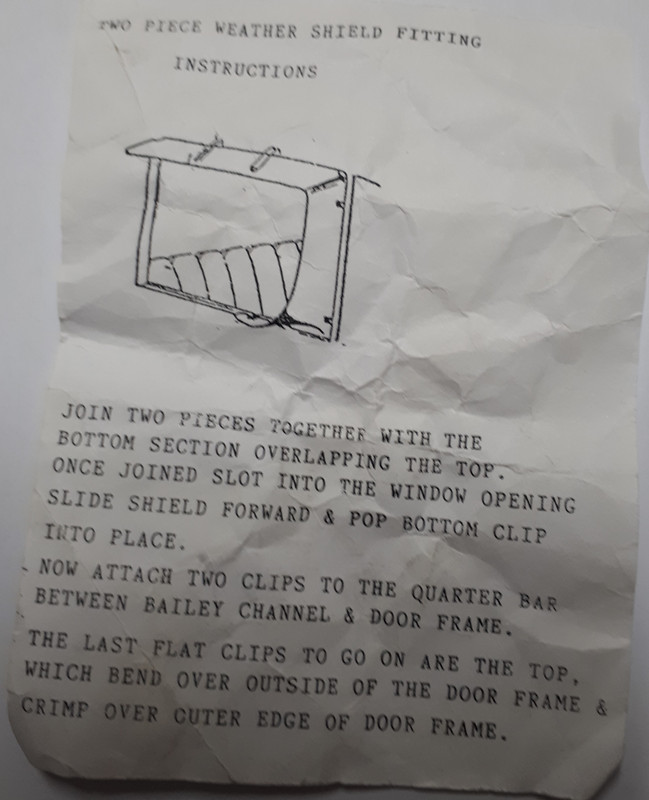 TWO PIECE WEATHER SHIELD FITTING
INSTRUCTIONS
JOIN TWO PIECES TOGETHER WITH THE
BOTTOM SECTION OVERLAPPING THE TOP.
ONCE JOINED SLOT INTO THE WINDOW OPENING
SLIDE SHIELD FORWARD & POP BOTTOM CLIP
INTO PLACE.
NOW ATTACH TWO CLIPS TO THE QUARTER BAR
BETWEEN BAILEY CHANNEL & DOOR FRAME.
THE LAST FLAT CLIPS TO GO ON ARE THE TOP,
WHICH BEND OVER OUTSIDE OF THE DOOR FRAME &
CRIMP OVER OUTER EDGE OF DOOR FRAME.